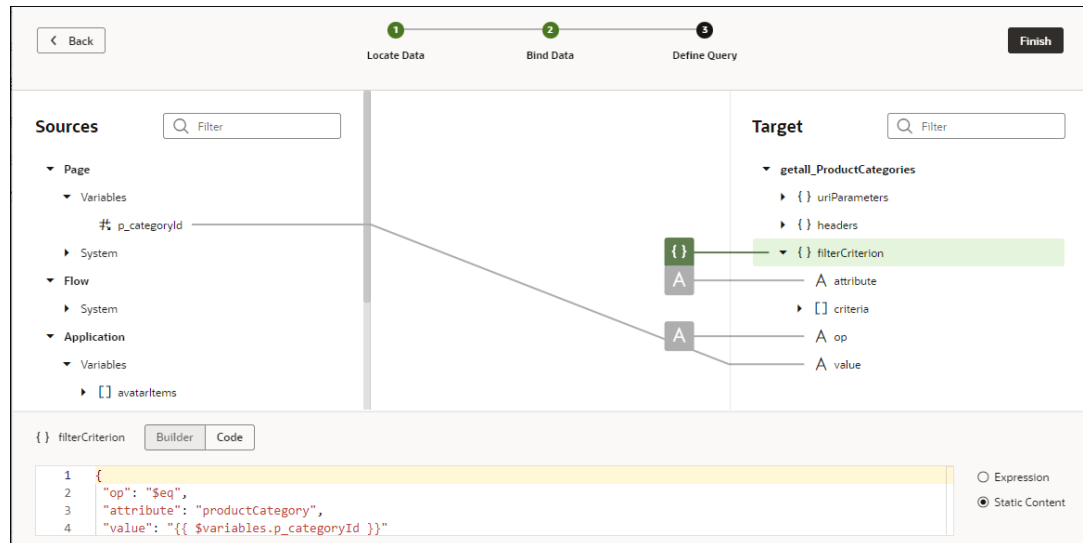 Back
1
2
3
Locate Data
Bind Data
Define Query
Finish
Sources
Filter
Page
Variables
# p_categoryId
System
Flow
System
Application
Variables
[ ] avatarItems
Target
Filter
getall_ProductCategories
{ } uriParameters
{ } headers
{ }
{ } filterCriterion
A
A attribute
[ ] criteria
A
A op
A value
{ } filterCriterion
Builder
Code
1 {
2 "op": "$eq",
3 "attribute": "productCategory",
4 "value": "{{ $variables.p_categoryId }}"
Expression
Static Content